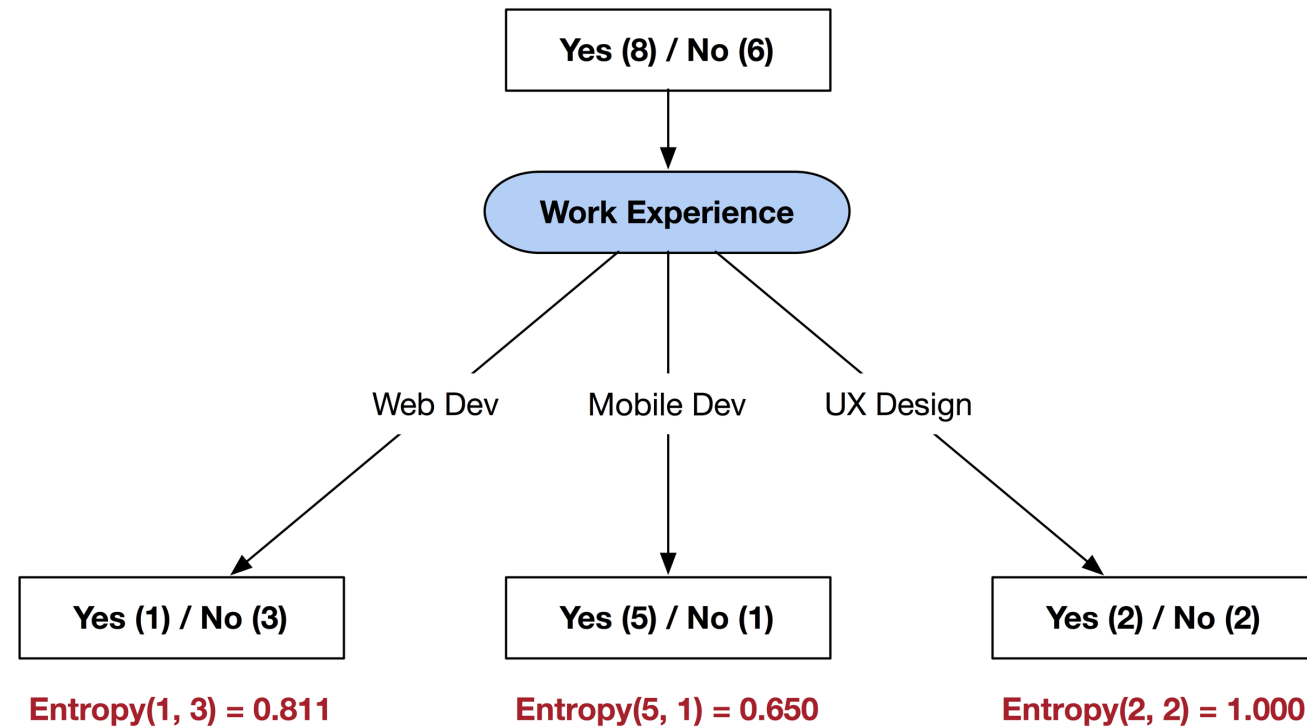 Yes (8) / No (6)
Work Experience
Web Dev
Mobile Dev
UX Design
Yes (1) / No (3)
Yes (5) / No (1)
Yes (2) / No (2)
Entropy(1, 3) = 0.811
Entropy(5, 1) = 0.650
Entropy(2, 2) = 1.000